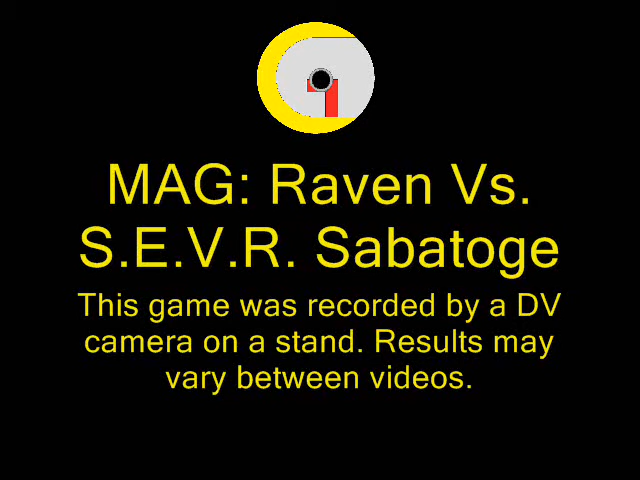 MAG: Raven Vs.
S.E.V.R. Sabatoge
This game was recorded by a DV
camera on a stand. Results may
vary between videos.